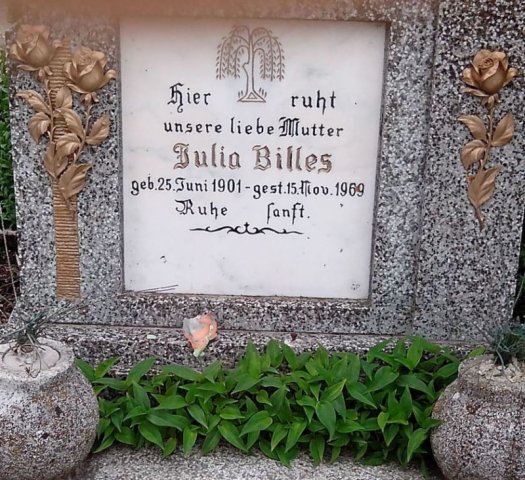 Hier ruht
unsere liebe Mutter
Julia Billes
geb. 25. Juni 1901 - gest. 15. Nov. 1969
Ruhe sanft.